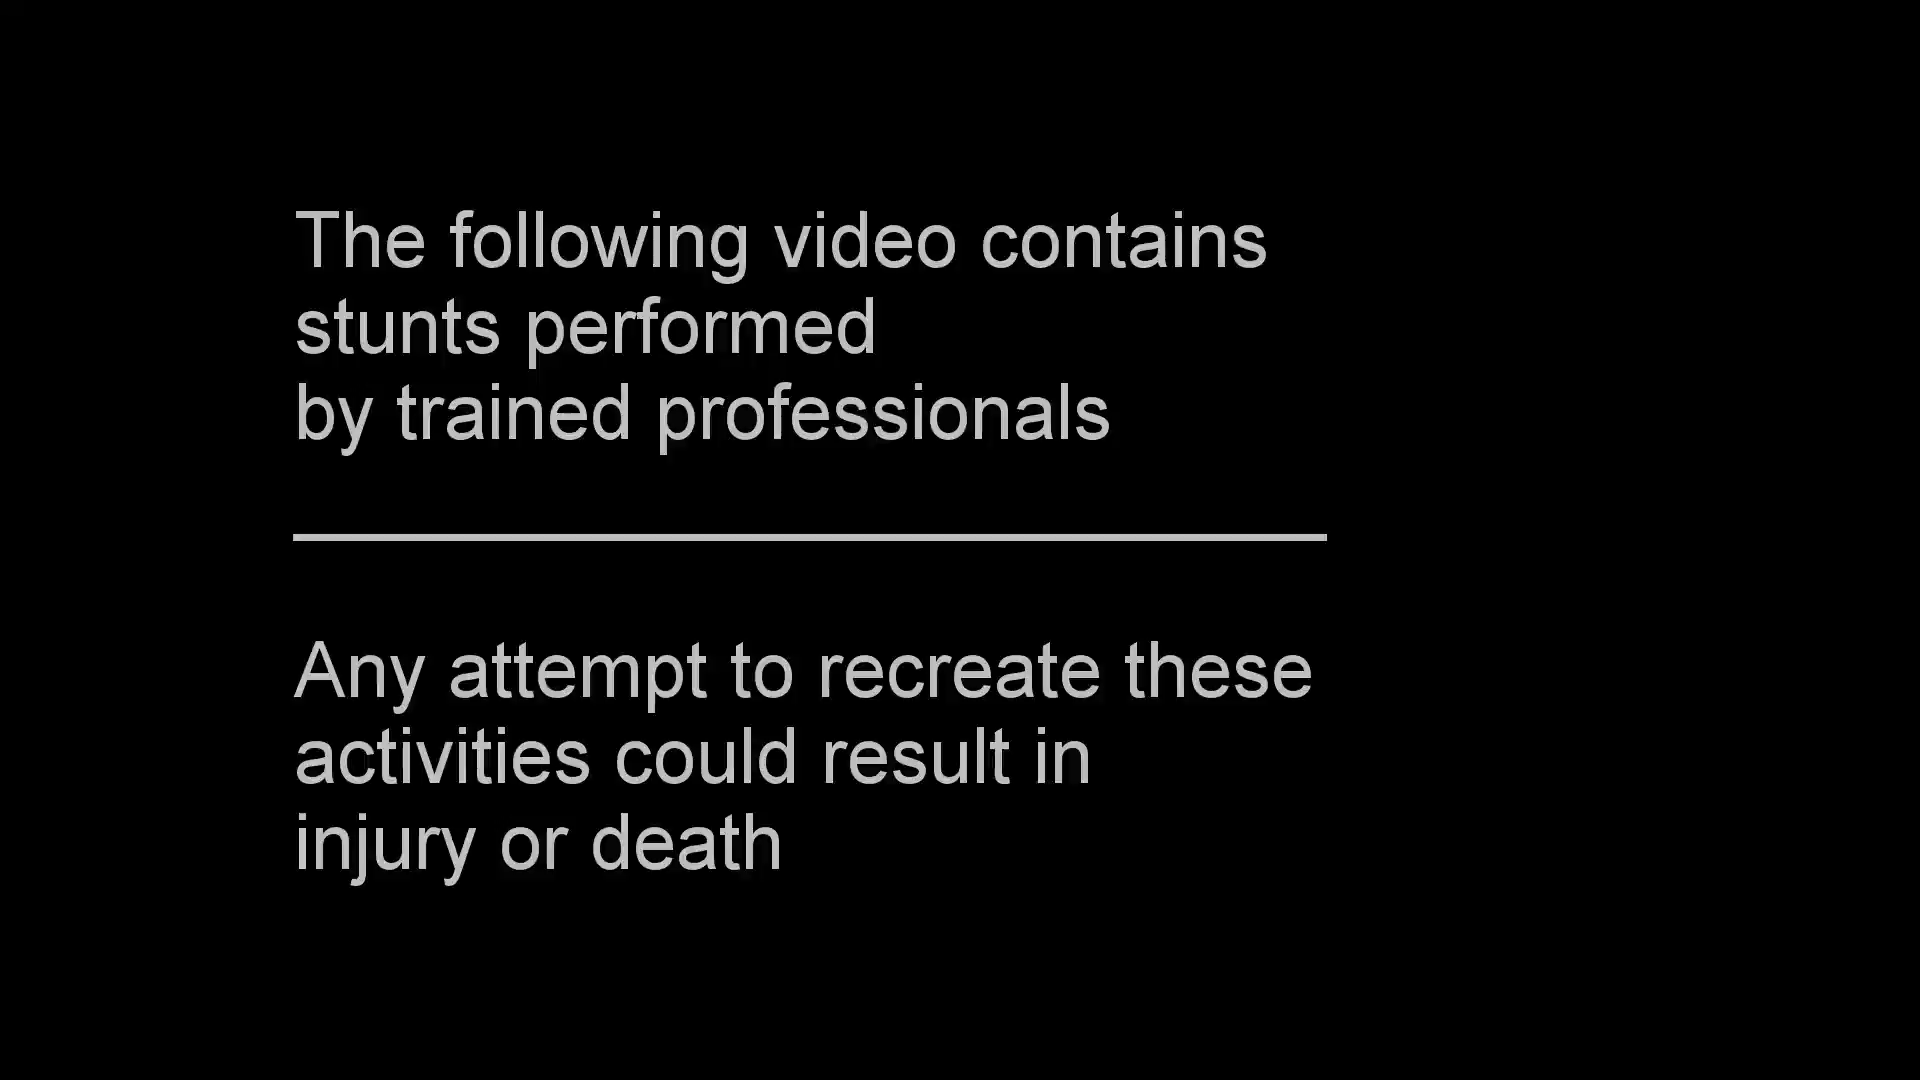 The following video contains
stunts performed
by trained professionals
Any attempt to recreate these
activities could result in
injury or death